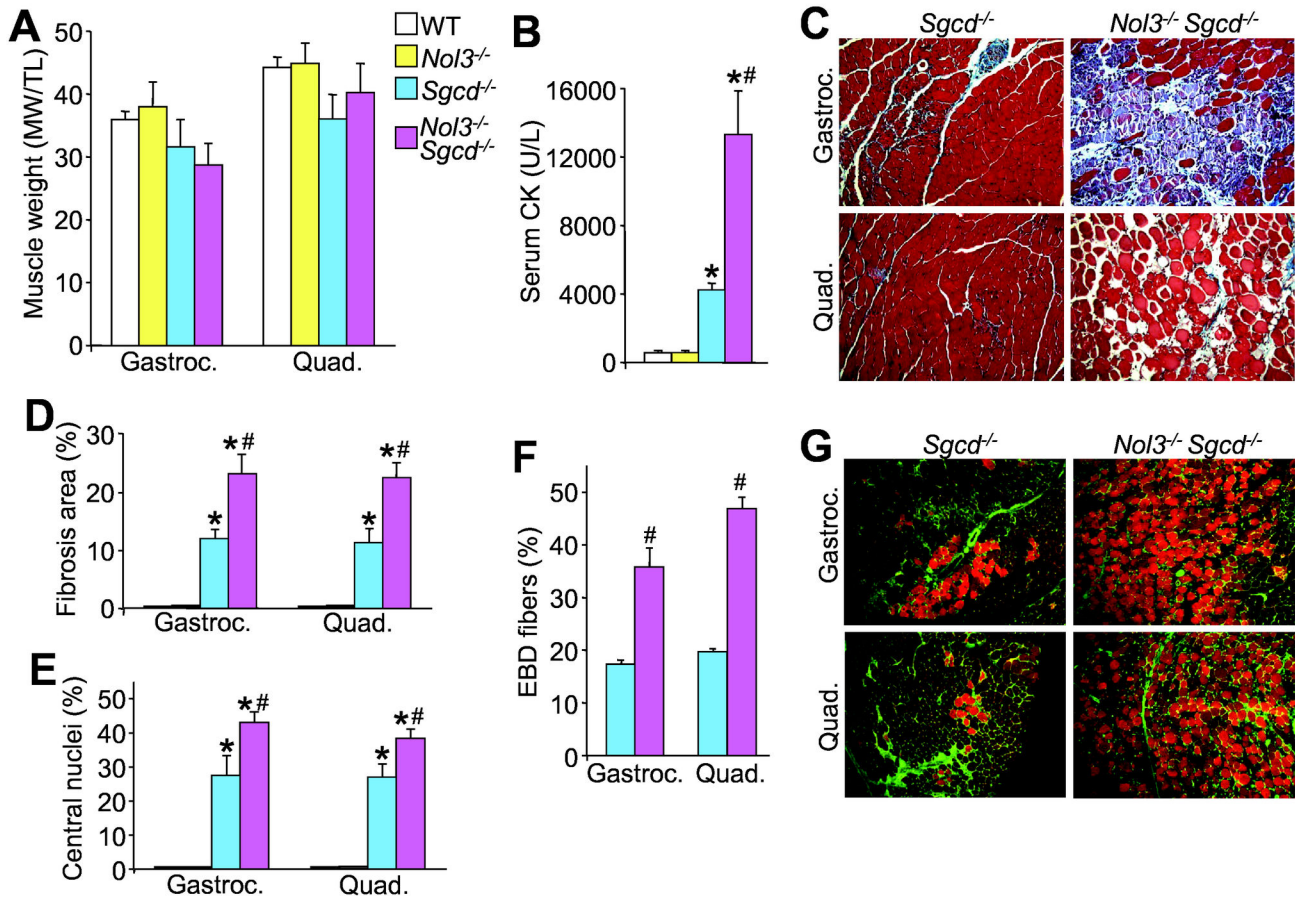 A
Muscle weight (MW/TL)
50
40
30
20
10
0
Gastroc.
Quad.
WT
Nol3-/-
Sgcd-/-
Nol3-/-
Sgcd-/-
B
Serum CK (U/L)
16000
12000
8000
4000
0
*
*#
C
Sgcd-/-
Nol3-/- Sgcd-/-
Gastroc.
Quad.
D
Fibrosis area (%)
30
20
10
0
*
*#
*
*#
Gastroc.
Quad.
E
Central nuclei (%)
50
40
30
20
10
0
*
*#
*
*#
Gastroc.
Quad.
F
EBD fibers (%)
50
40
30
20
10
0
#
#
Gastroc.
Quad.
G
Sgcd-/-
Nol3-/- Sgcd-/-
Gastroc.
Quad.